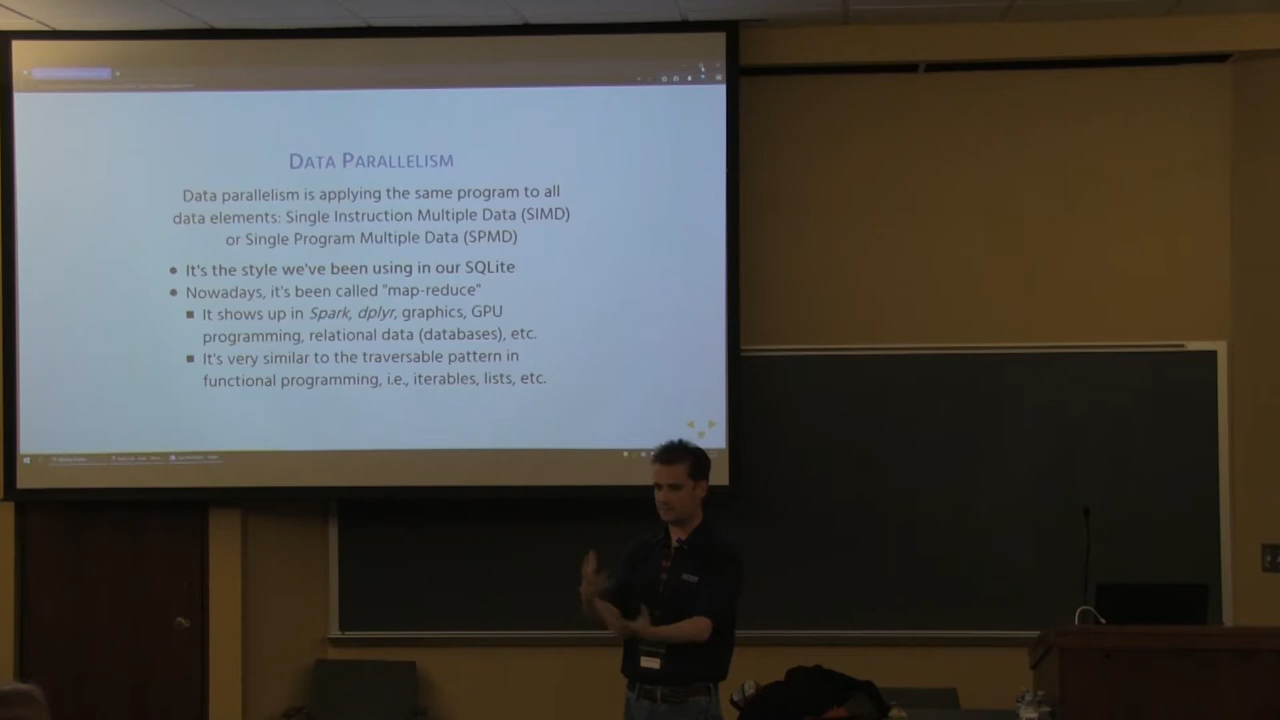 DATA PARALLELISM
Data parallelism is applying the same program to all
data elements: Single Instruction Multiple Data (SIMD)
or Single Program Multiple Data (SPMD)
• It's the style we've been using in our SQLite
• Nowadays, it's been called "map-reduce"
▪ It shows up in Spark, dplyr, graphics, GPU
programming, relational data (databases), etc.
▪ It's very similar to the traversable pattern in
functional programming, i.e., iterables, lists, etc.